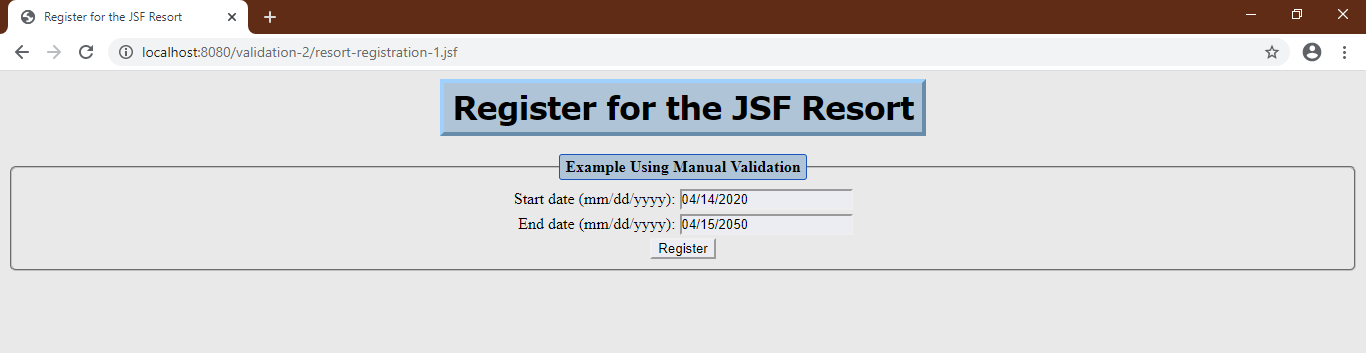 Register for the JSF Resort
localhost:8080/validation-2/resort-registration-1.jsf
Register for the JSF Resort
Example Using Manual Validation
Start date (mm/dd/yyyy): 04/14/2020
End date (mm/dd/yyyy): 04/15/2050
Register